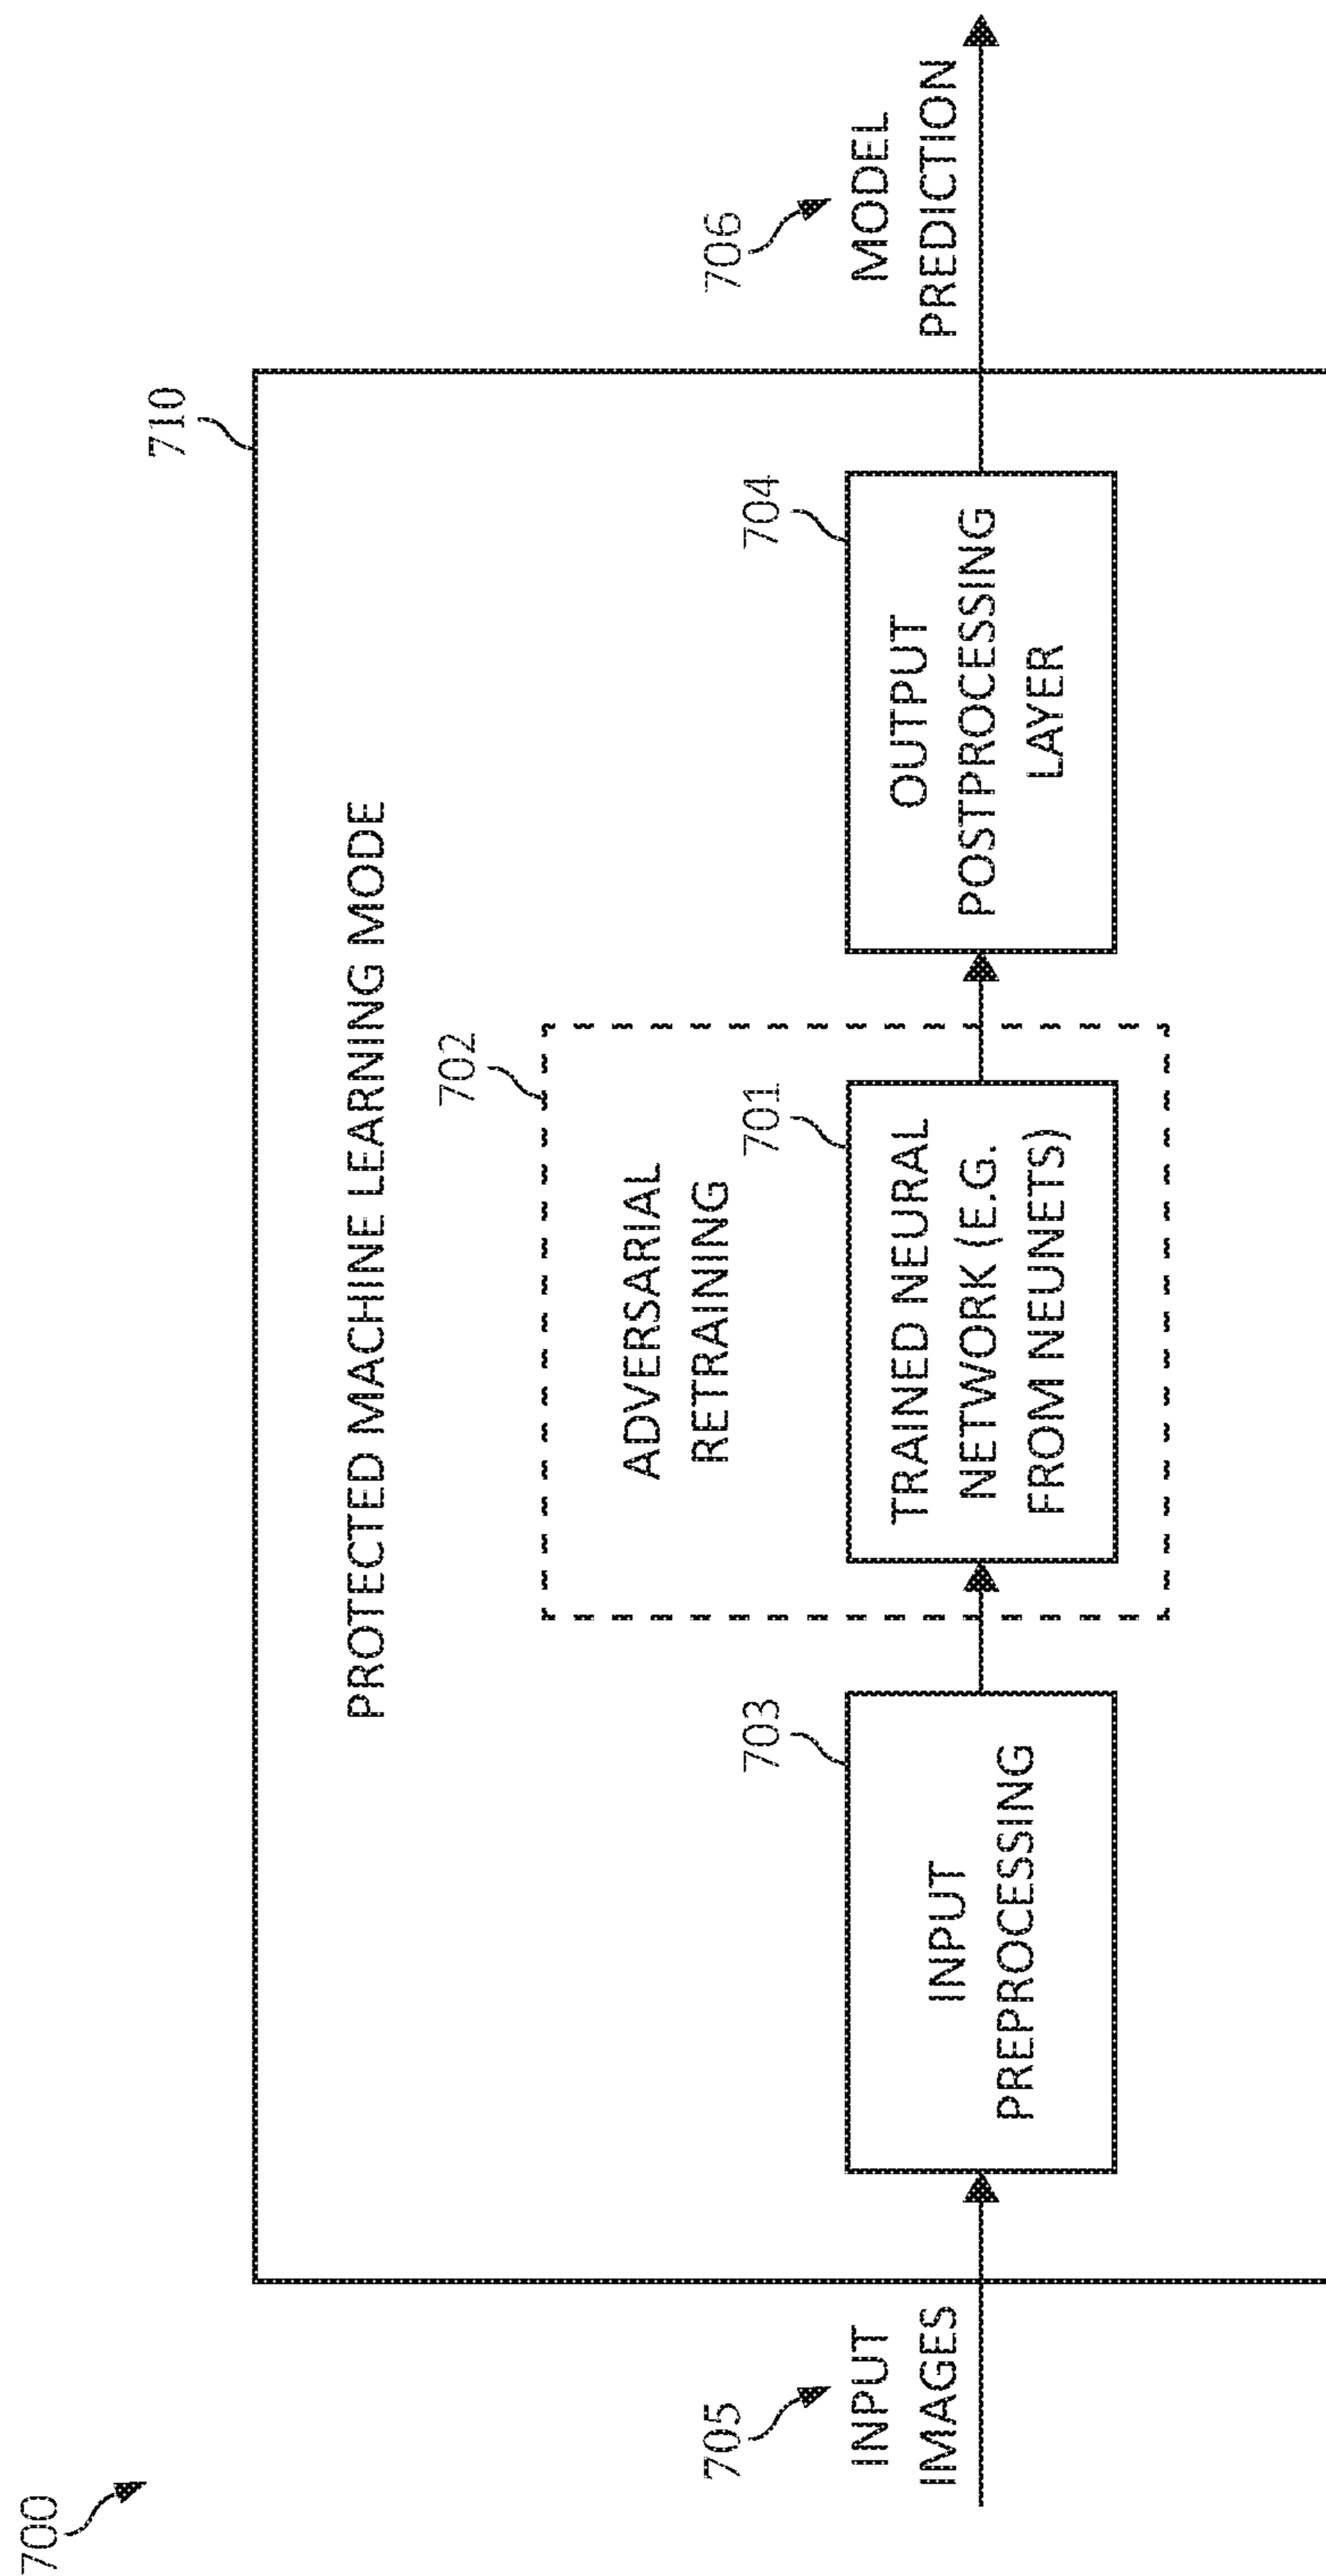 700
710
PROTECTED MACHINE LEARNING MODE
702
ADVERSARIAL
RETRAINING
705
INPUT
IMAGES
703
INPUT
PREPROCESSING
701
TRAINED NEURAL
NETWORK (E.G.
FROM NEUNETS)
704
OUTPUT
POSTPROCESSING
LAYER
706
MODEL
PREDICTION